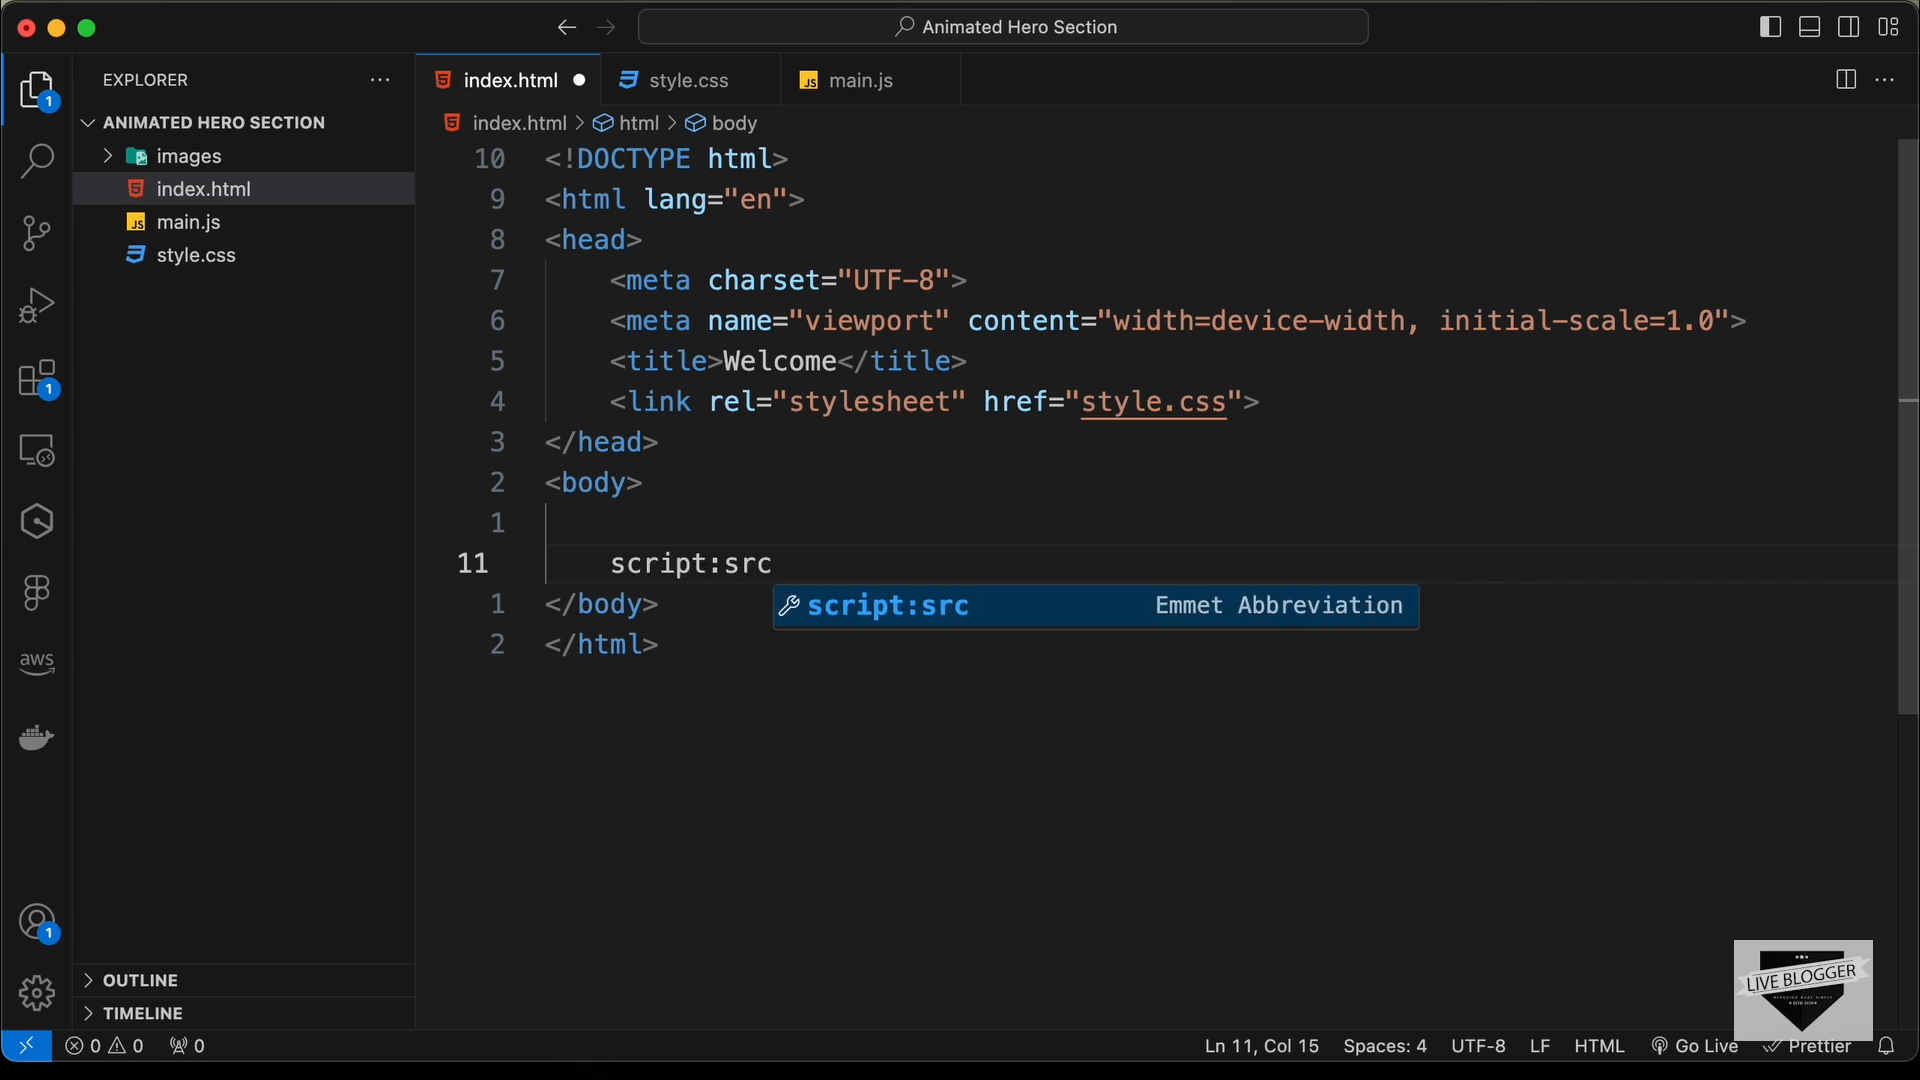 Animated Hero Section
EXPLORER
1
ANIMATED HERO SECTION
images
index.html
main.js
style.css
index.html
style.css
main.js
index.html > html > body
10 <!DOCTYPE html>
9 <html lang="en">
8 <head>
7 <meta charset="UTF-8">
6 <meta name="viewport" content="width=device-width, initial-scale=1.0">
5 <title>Welcome</title>
4 <link rel="stylesheet" href="style.css">
3 </head>
2 <body>
1
11 script:src
script:src Emmet Abbreviation
1 </body>
2 </html>
1
aws
1
OUTLINE
TIMELINE
LIVE BLOGGER
0 0 0
Ln 11, Col 15 Spaces: 4 UTF-8 LF HTML Go Live Prettier